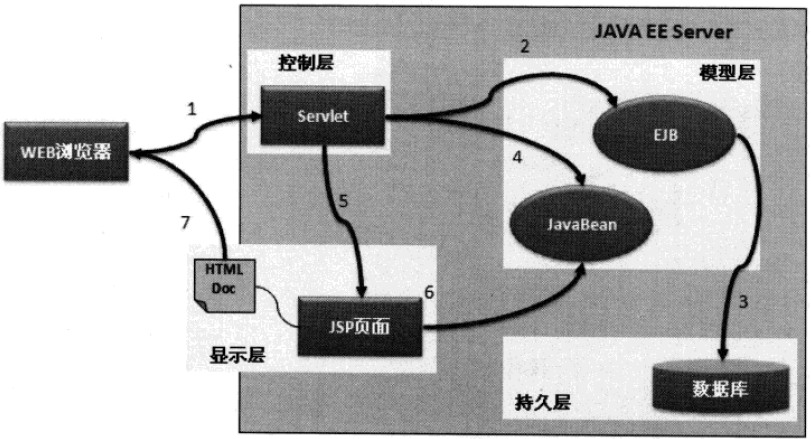 JAVA EE Server
控制层
2
模型层
1
Servlet
EJB
WEB浏览器
4
5
JavaBean
7
HTML
Doc
6
JSP页面
3
显示层
数据库
持久层